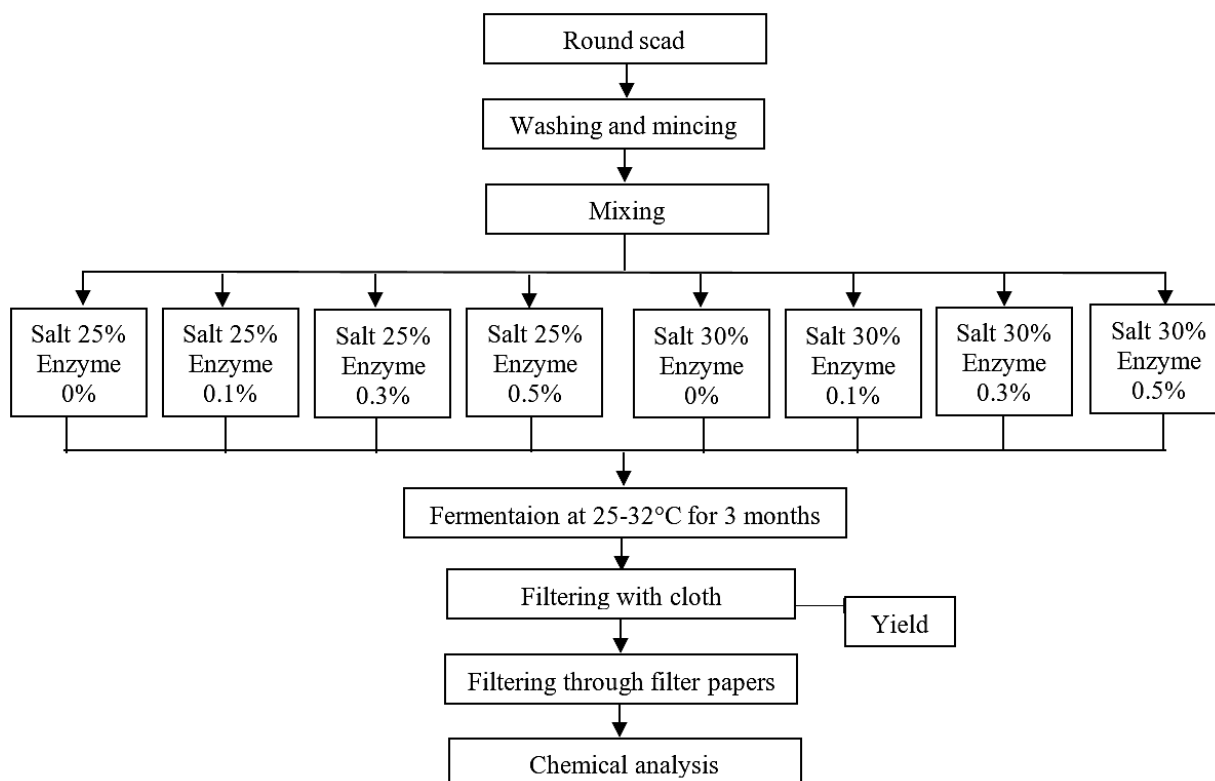 Round scad
Washing and mincing
Mixing
Salt 25%
Enzyme
0%
Salt 25%
Enzyme
0.1%
Salt 25%
Enzyme
0.3%
Salt 25%
Enzyme
0.5%
Salt 30%
Enzyme
0%
Salt 30%
Enzyme
0.1%
Salt 30%
Enzyme
0.3%
Salt 30%
Enzyme
0.5%
Fermentaion at 25-32°C for 3 months
Filtering with cloth
Yield
Filtering through filter papers
Chemical analysis